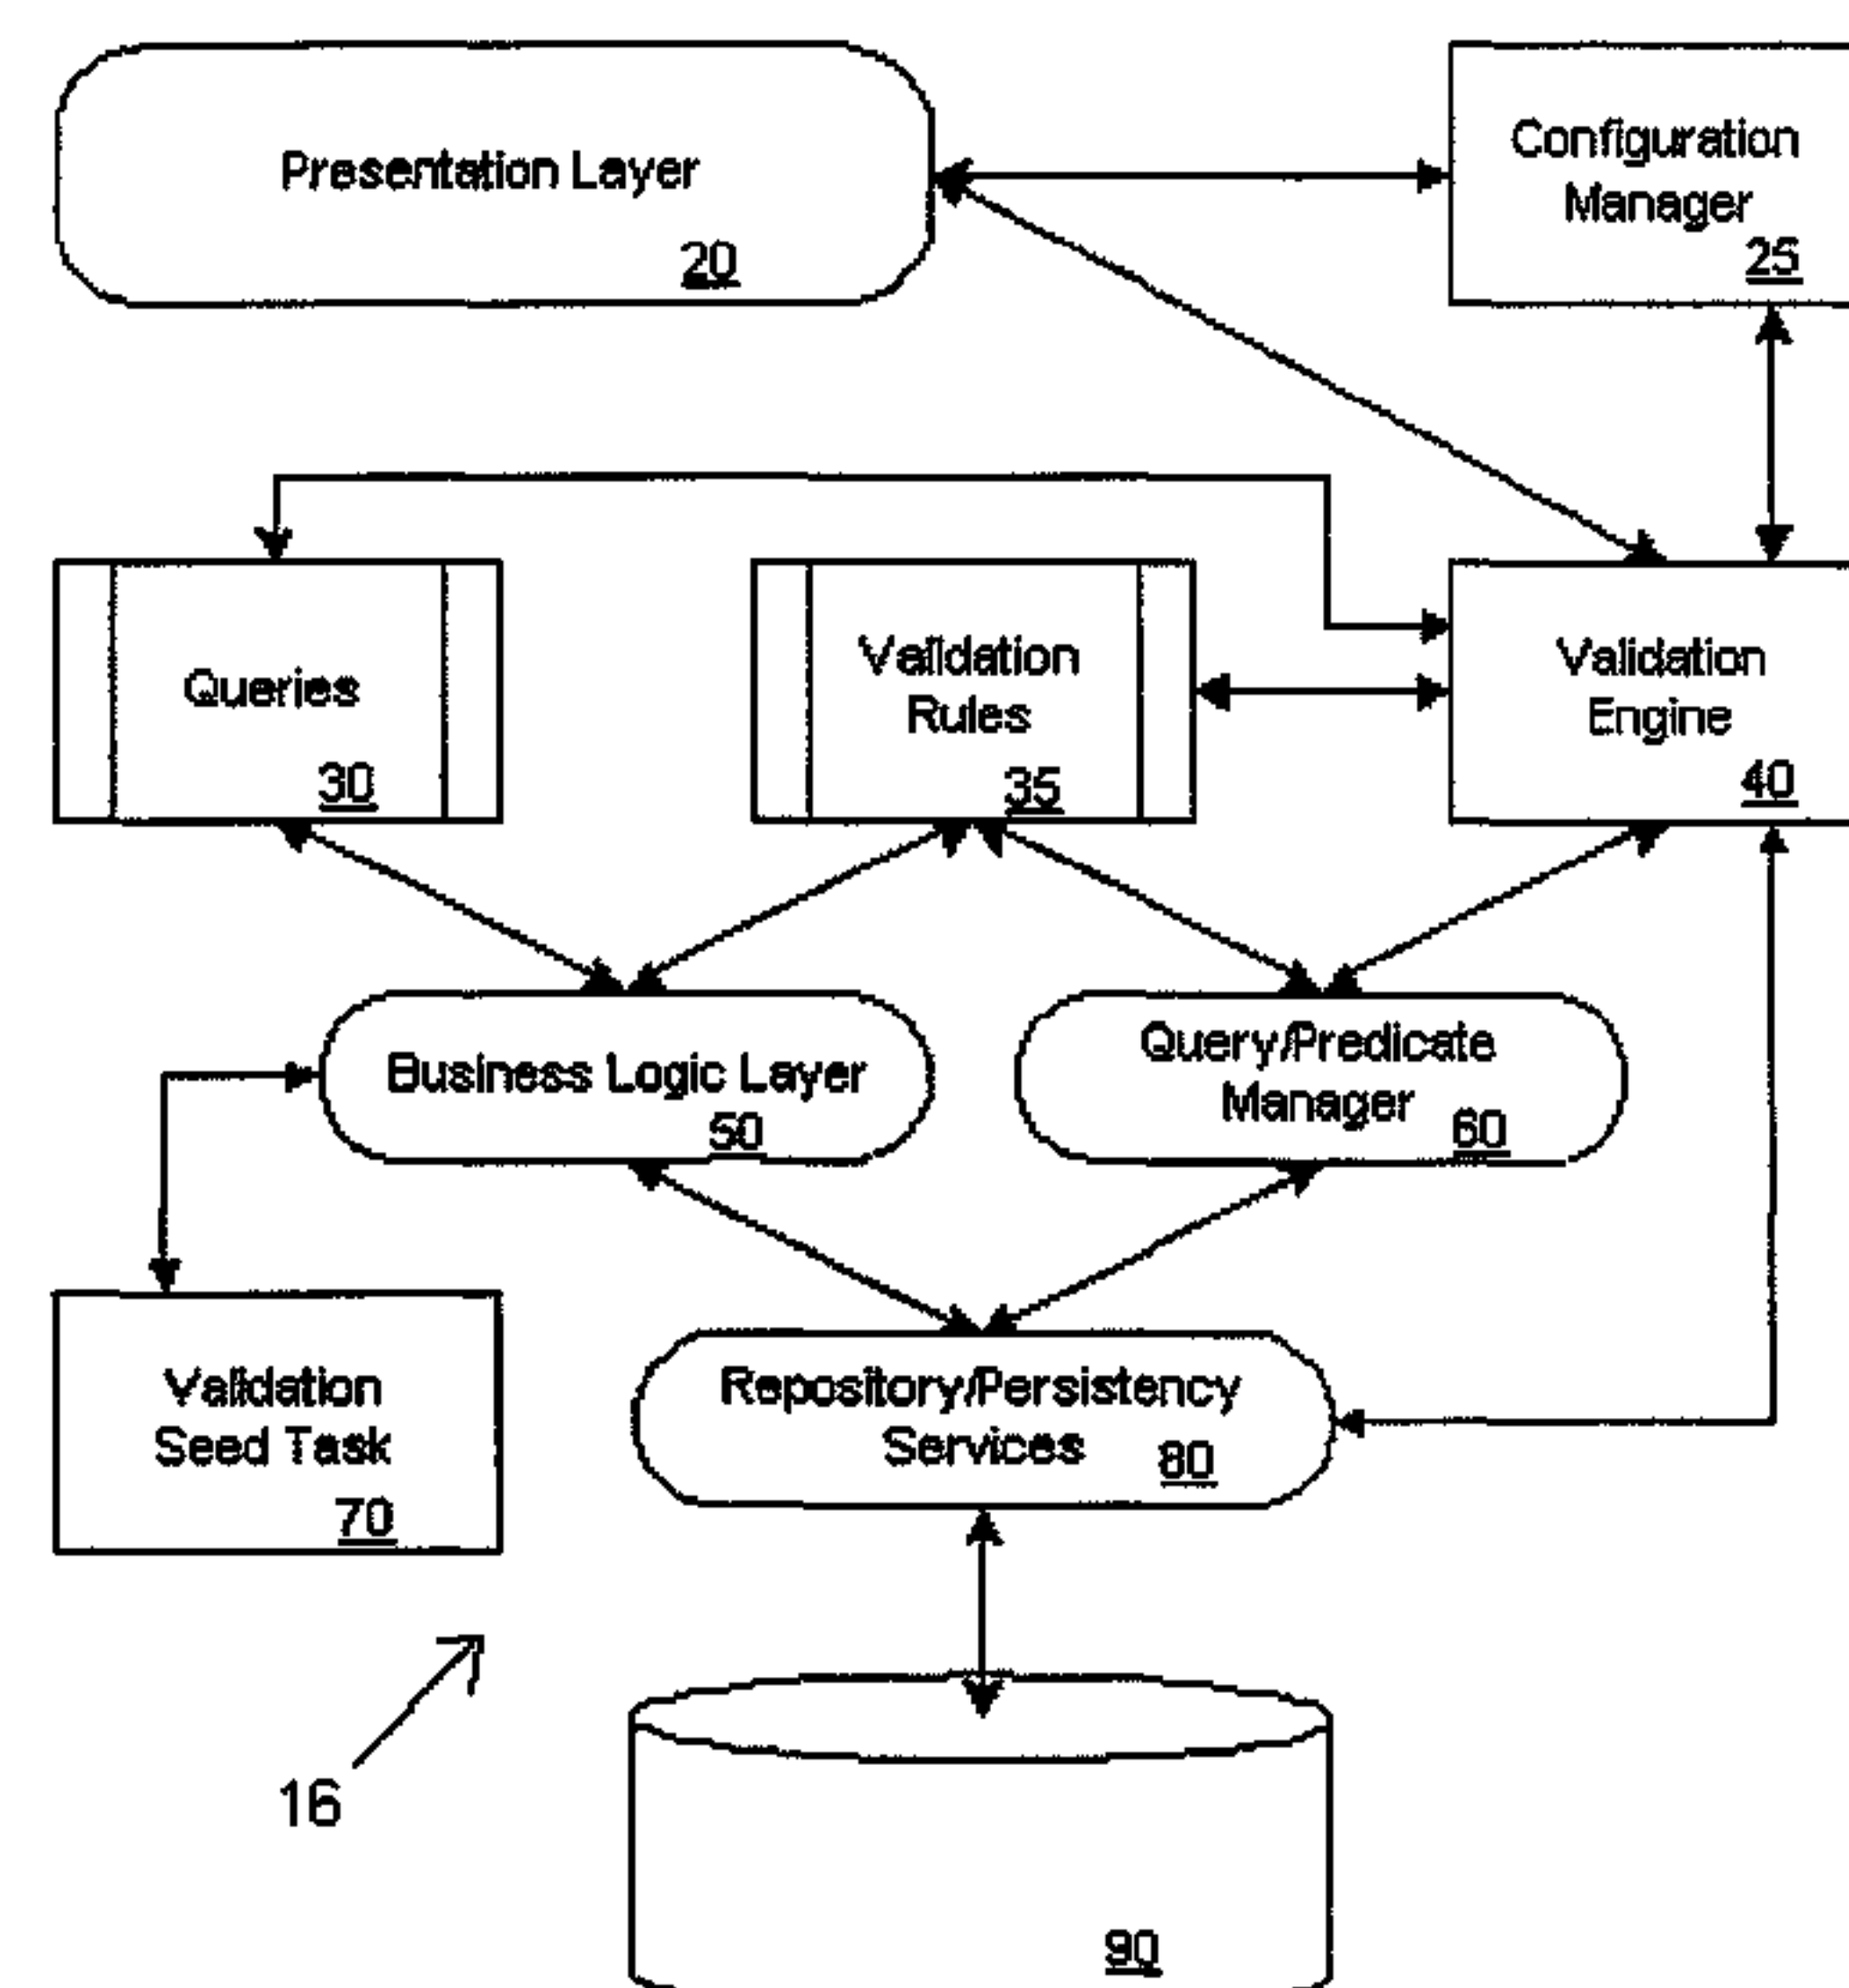 Presentation Layer
20
Configuration
Manager
25
Queries
30
Validation
Rules
35
Validation
Engine
40
Business Logic Layer
50
Query/Predicate
Manager
60
Validation
Seed Task
70
Repository/Persistency
Services
80
16
90